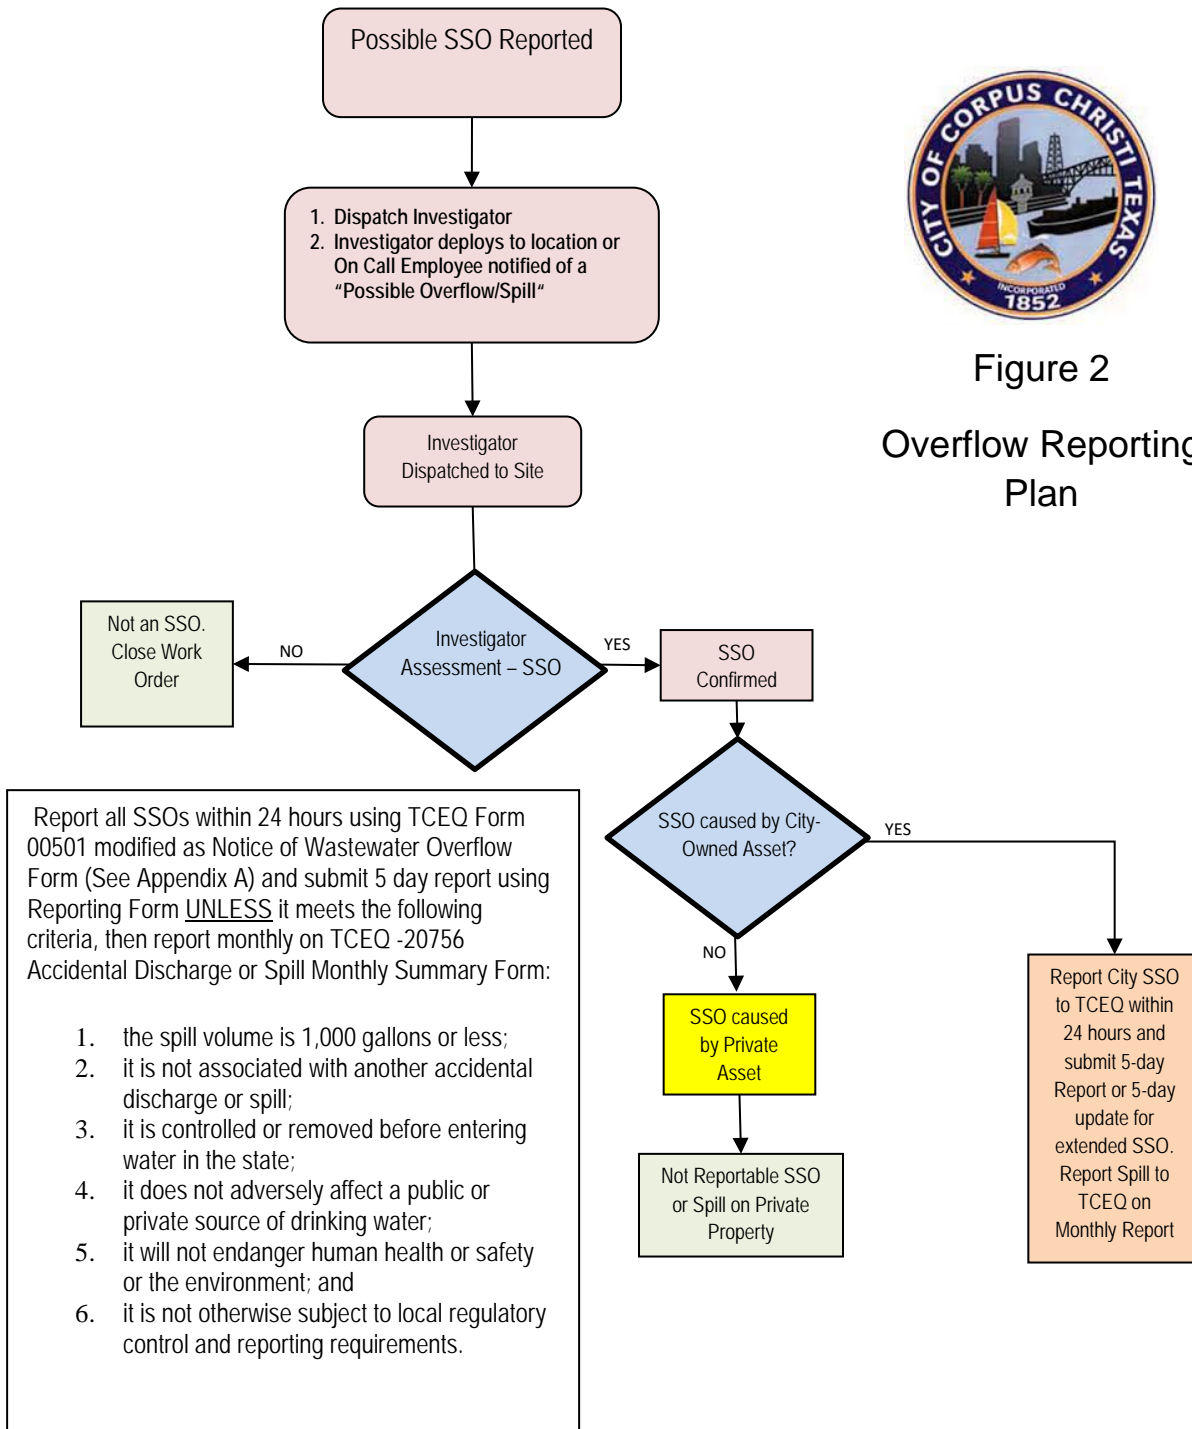 Possible SSO Reported
CITY OF CORPUS CHRISTI TEXAS
INCORPORATED
1852
1. Dispatch Investigator
2. Investigator deploys to location or
On Call Employee notified of a
“Possible Overflow/Spill“
Figure 2
Overflow Reporting
Plan
Investigator
Dispatched to Site
Not an SSO.
Close Work
Order
NO
Investigator
Assessment – SSO
YES
SSO
Confirmed
SSO caused by City-
Owned Asset?
YES
NO
SSO caused
by Private
Asset
Not Reportable SSO
or Spill on Private
Property
Report City SSO
to TCEQ within
24 hours and
submit 5-day
Report or 5-day
update for
extended SSO.
Report Spill to
TCEQ on
Monthly Report
Report all SSOs within 24 hours using TCEQ Form
00501 modified as Notice of Wastewater Overflow
Form (See Appendix A) and submit 5 day report using
Reporting Form UNLESS it meets the following
criteria, then report monthly on TCEQ -20756
Accidental Discharge or Spill Monthly Summary Form:
1. the spill volume is 1,000 gallons or less;
2. it is not associated with another accidental
discharge or spill;
3. it is controlled or removed before entering
water in the state;
4. it does not adversely affect a public or
private source of drinking water;
5. it will not endanger human health or safety
or the environment; and
6. it is not otherwise subject to local regulatory
control and reporting requirements.